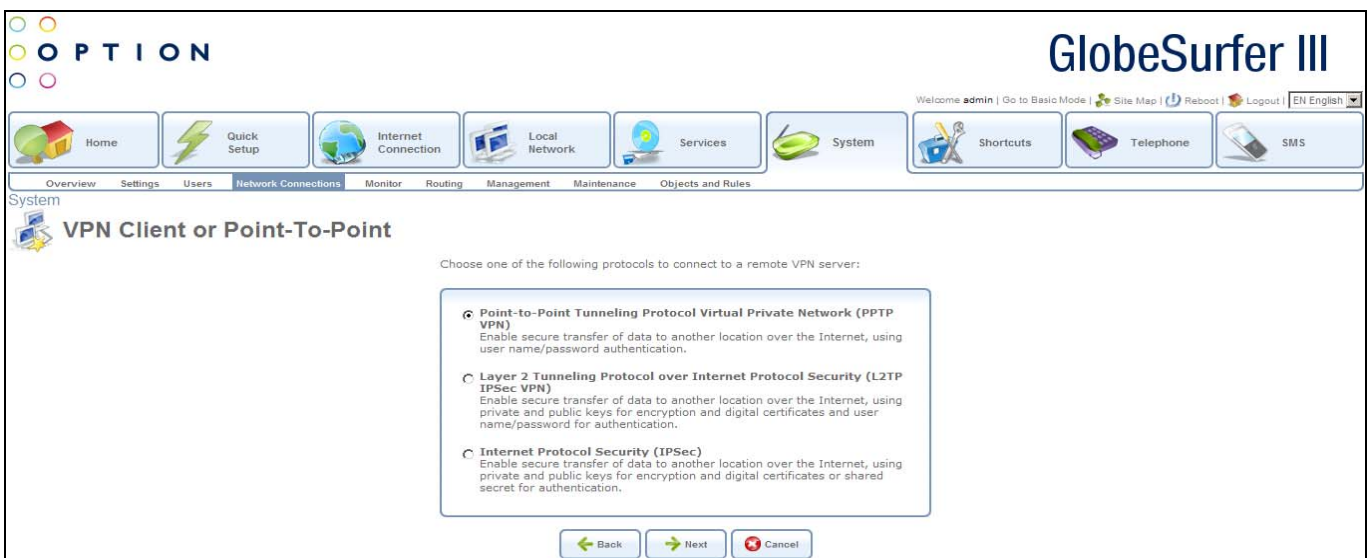 OPTION
GlobeSurfer III
Welcome admin | Go to Basic Mode | Site Map | Reboot | Logout | EN English
Home
Quick
Setup
Internet
Connection
Local
Network
Services
System
Shortcuts
Telephone
SMS
Overview Settings Users Network Connections Monitor Routing Management Maintenance Objects and Rules
System
VPN Client or Point-To-Point
Choose one of the following protocols to connect to a remote VPN server:
Point-to-Point Tunneling Protocol Virtual Private Network (PPTP
VPN)
Enable secure transfer of data to another location over the Internet, using
user name/password authentication.
Layer 2 Tunneling Protocol over Internet Protocol Security (L2TP
IPSec VPN)
Enable secure transfer of data to another location over the Internet, using
private and public keys for encryption and digital certificates and user
name/password for authentication.
Internet Protocol Security (IPSec)
Enable secure transfer of data to another location over the Internet, using
private and public keys for encryption and digital certificates or shared
secret for authentication.
Back
Next
Cancel